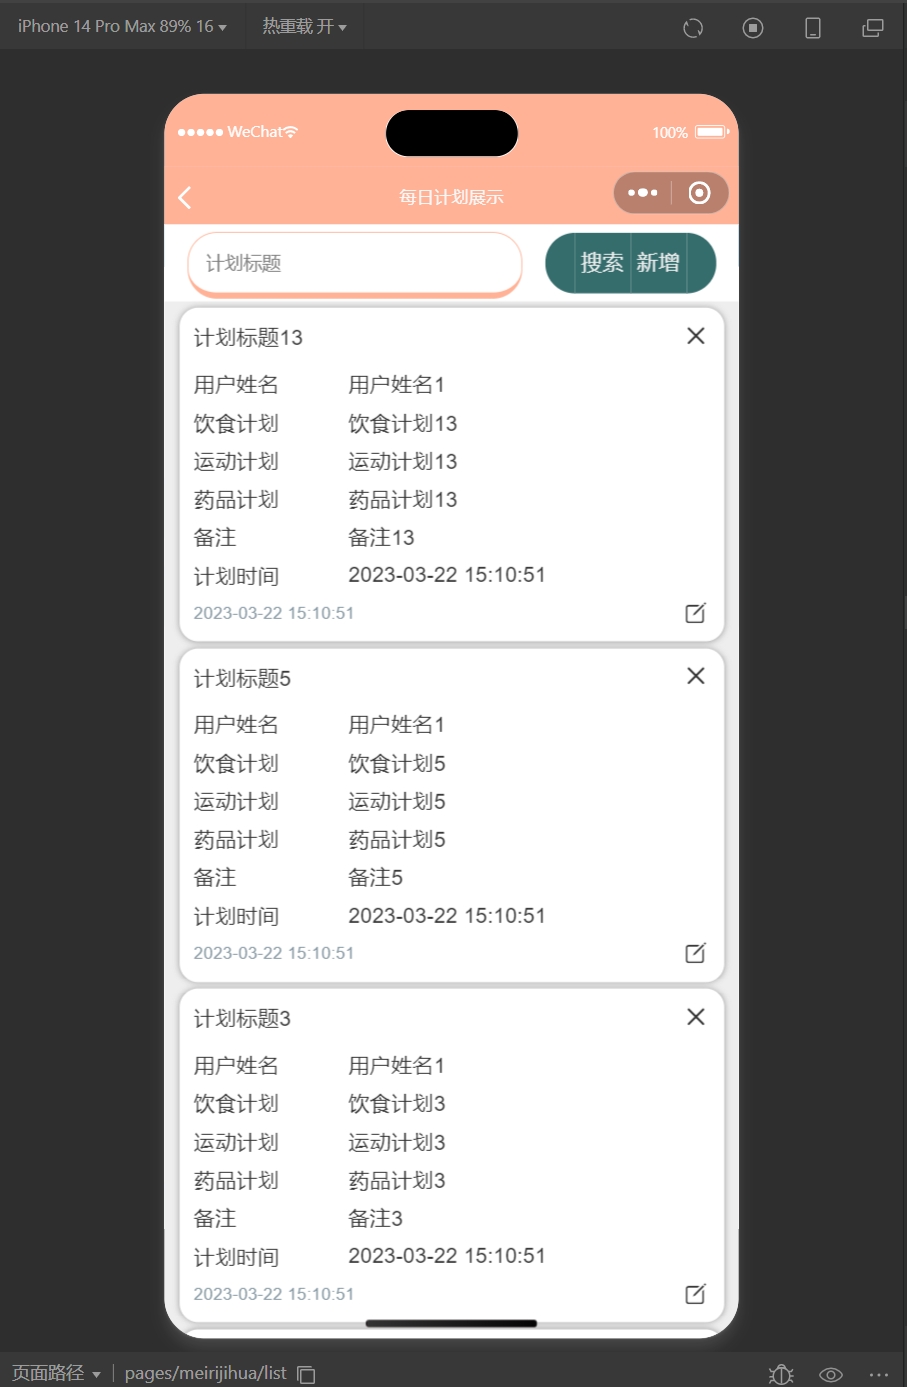 iPhone 14 Pro Max 89% 16 热重载 开
WeChat 100%
每日计划展示
计划标题 搜索 新增
计划标题13
用户姓名 用户姓名1
饮食计划 饮食计划13
运动计划 运动计划13
药品计划 药品计划13
备注 备注13
计划时间 2023-03-22 15:10:51
2023-03-22 15:10:51
计划标题5
用户姓名 用户姓名1
饮食计划 饮食计划5
运动计划 运动计划5
药品计划 药品计划5
备注 备注5
计划时间 2023-03-22 15:10:51
2023-03-22 15:10:51
计划标题3
用户姓名 用户姓名1
饮食计划 饮食计划3
运动计划 运动计划3
药品计划 药品计划3
备注 备注3
计划时间 2023-03-22 15:10:51
2023-03-22 15:10:51
页面路径 pages/meirijihua/list